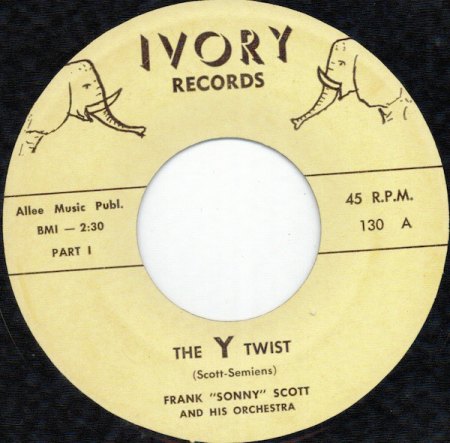 IVORY
RECORDS
Allee Music Publ.
BMI — 2:30
PART I
45 R.P.M.
130 A
THE Y TWIST
(Scott-Semiens)
FRANK "SONNY" SCOTT
AND HIS ORCHESTRA